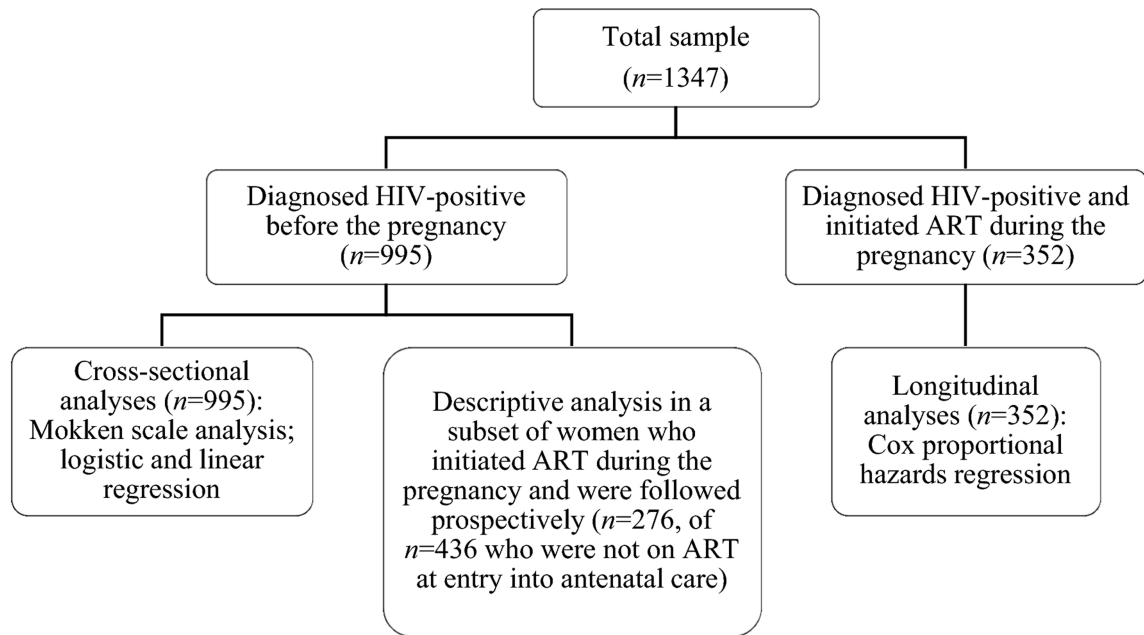 Total sample
(n=1347)
Diagnosed HIV-positive
before the pregnancy
(n=995)
Diagnosed HIV-positive and
initiated ART during the
pregnancy (n=352)
Cross-sectional
analyses (n=995):
Mokken scale analysis;
logistic and linear
regression
Descriptive analysis in a
subset of women who
initiated ART during the
pregnancy and were followed
prospectively (n=276, of
n=436 who were not on ART
at entry into antenatal care)
Longitudinal
analyses (n=352):
Cox proportional
hazards regression